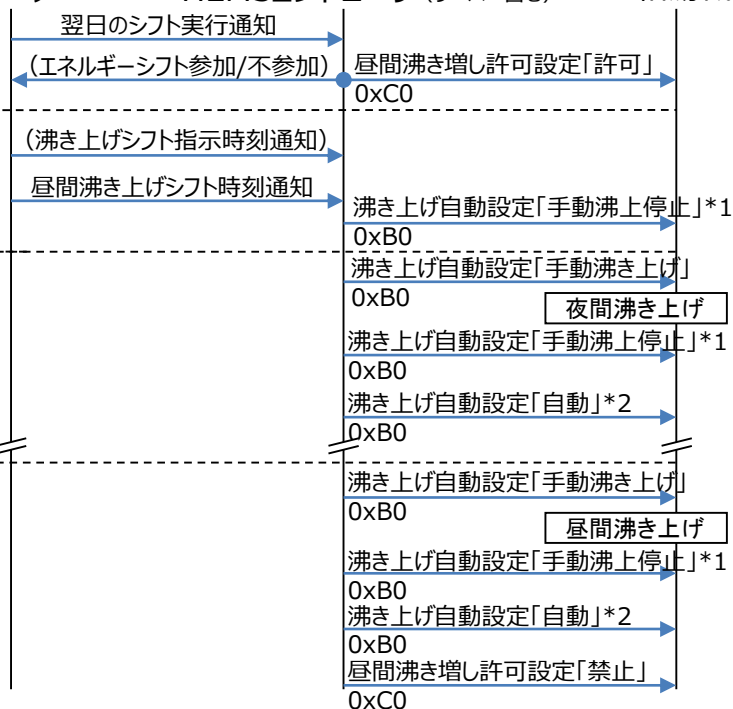 翌日のシフト実行通知
(エネルギーシフト参加/不参加)
昼間沸き増し許可設定「許可」
0xC0
(沸き上げシフト指示時刻通知)
昼間沸き上げシフト時刻通知
沸き上げ自動設定「手動沸上停止」*1
0xB0
沸き上げ自動設定「手動沸き上げ」
0xB0
夜間沸き上げ
沸き上げ自動設定「手動沸上停止」*1
0xB0
沸き上げ自動設定「自動」*2
0xB0
沸き上げ自動設定「手動沸き上げ」
0xB0
昼間沸き上げ
沸き上げ自動設定「手動沸上停止」*1
0xB0
沸き上げ自動設定「自動」*2
0xB0
昼間沸き増し許可設定「禁止」
0xC0